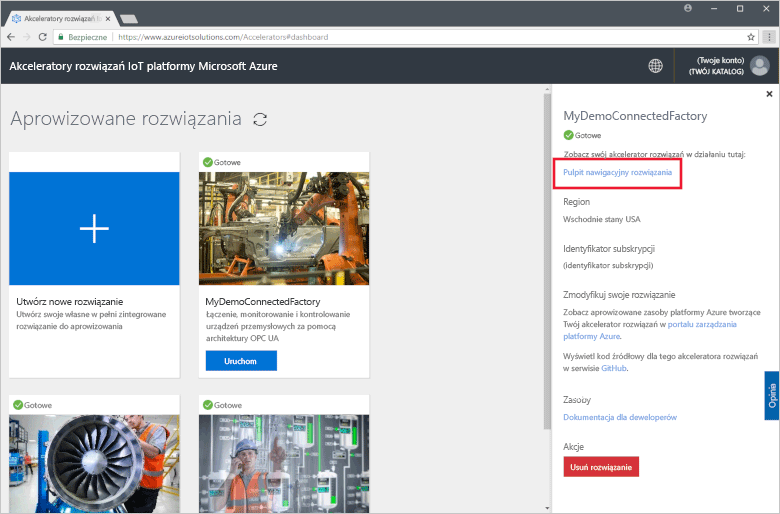 Akceleratory rozwiązań I
Bezpieczne
https://www.azureiotsolutions.com/Accelerators#dashboard
Akceleratory rozwiązań IoT platformy Microsoft Azure
(Twoje konto)
(TWÓJ KATALOG)
Aprowizowane rozwiązania
Utwórz nowe rozwiązanie
Utwórz swoje własne w pełni zintegrowane
rozwiązanie do aprowizowania
Gotowe
MyDemoConnectedFactory
Łączenie, monitorowanie i kontrolowanie
urządzeń przemysłowych za pomocą
architektury OPC UA
Uruchom
Gotowe
Gotowe
MyDemoConnectedFactory
Gotowe
Zobacz swój akcelerator rozwiązań w działaniu tutaj:
Pulpit nawigacyjny rozwiązania
Region
Wschodnie stany USA
Identyfikator subskrypcji
(identyfikator subskrypcji)
Zmodyfikuj swoje rozwiązanie
Zobacz aprowizowane zasoby platformy Azure tworzące
Twój akcelerator rozwiązań w portalu zarządzania
platformy Azure.
Wyświetl kod źródłowy dla tego akceleratora rozwiązań
w serwisie GitHub.
Zasoby
Dokumentacja dla deweloperów
Akcje
Usuń rozwiązanie
Opinie